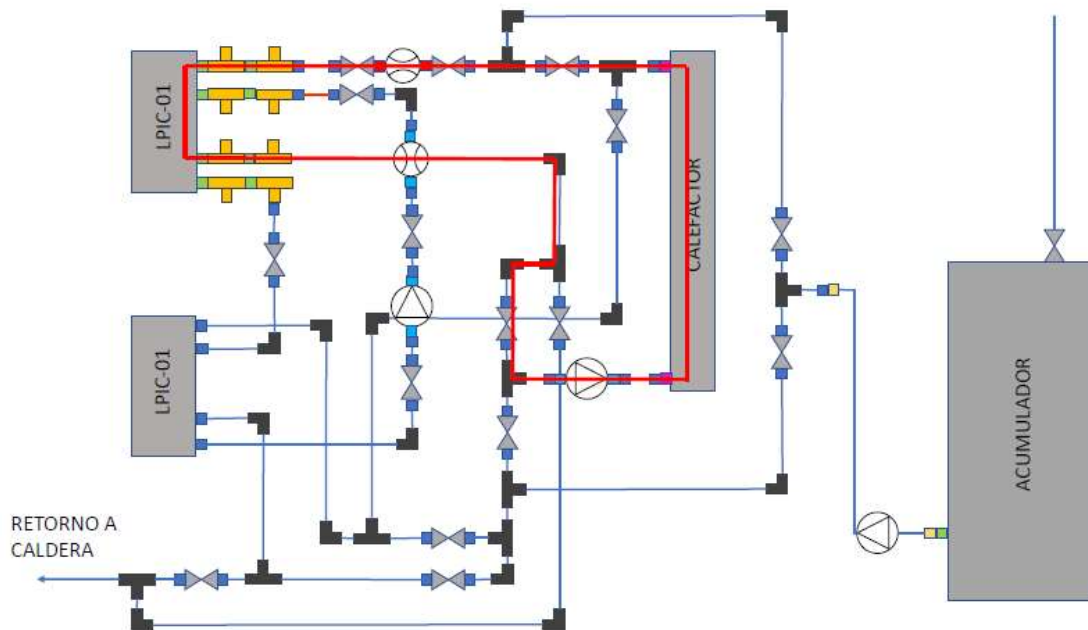 LPIC-01
CALEFACTOR
LPIC-01
ACUMULADOR
RETORNO A
CALDERA